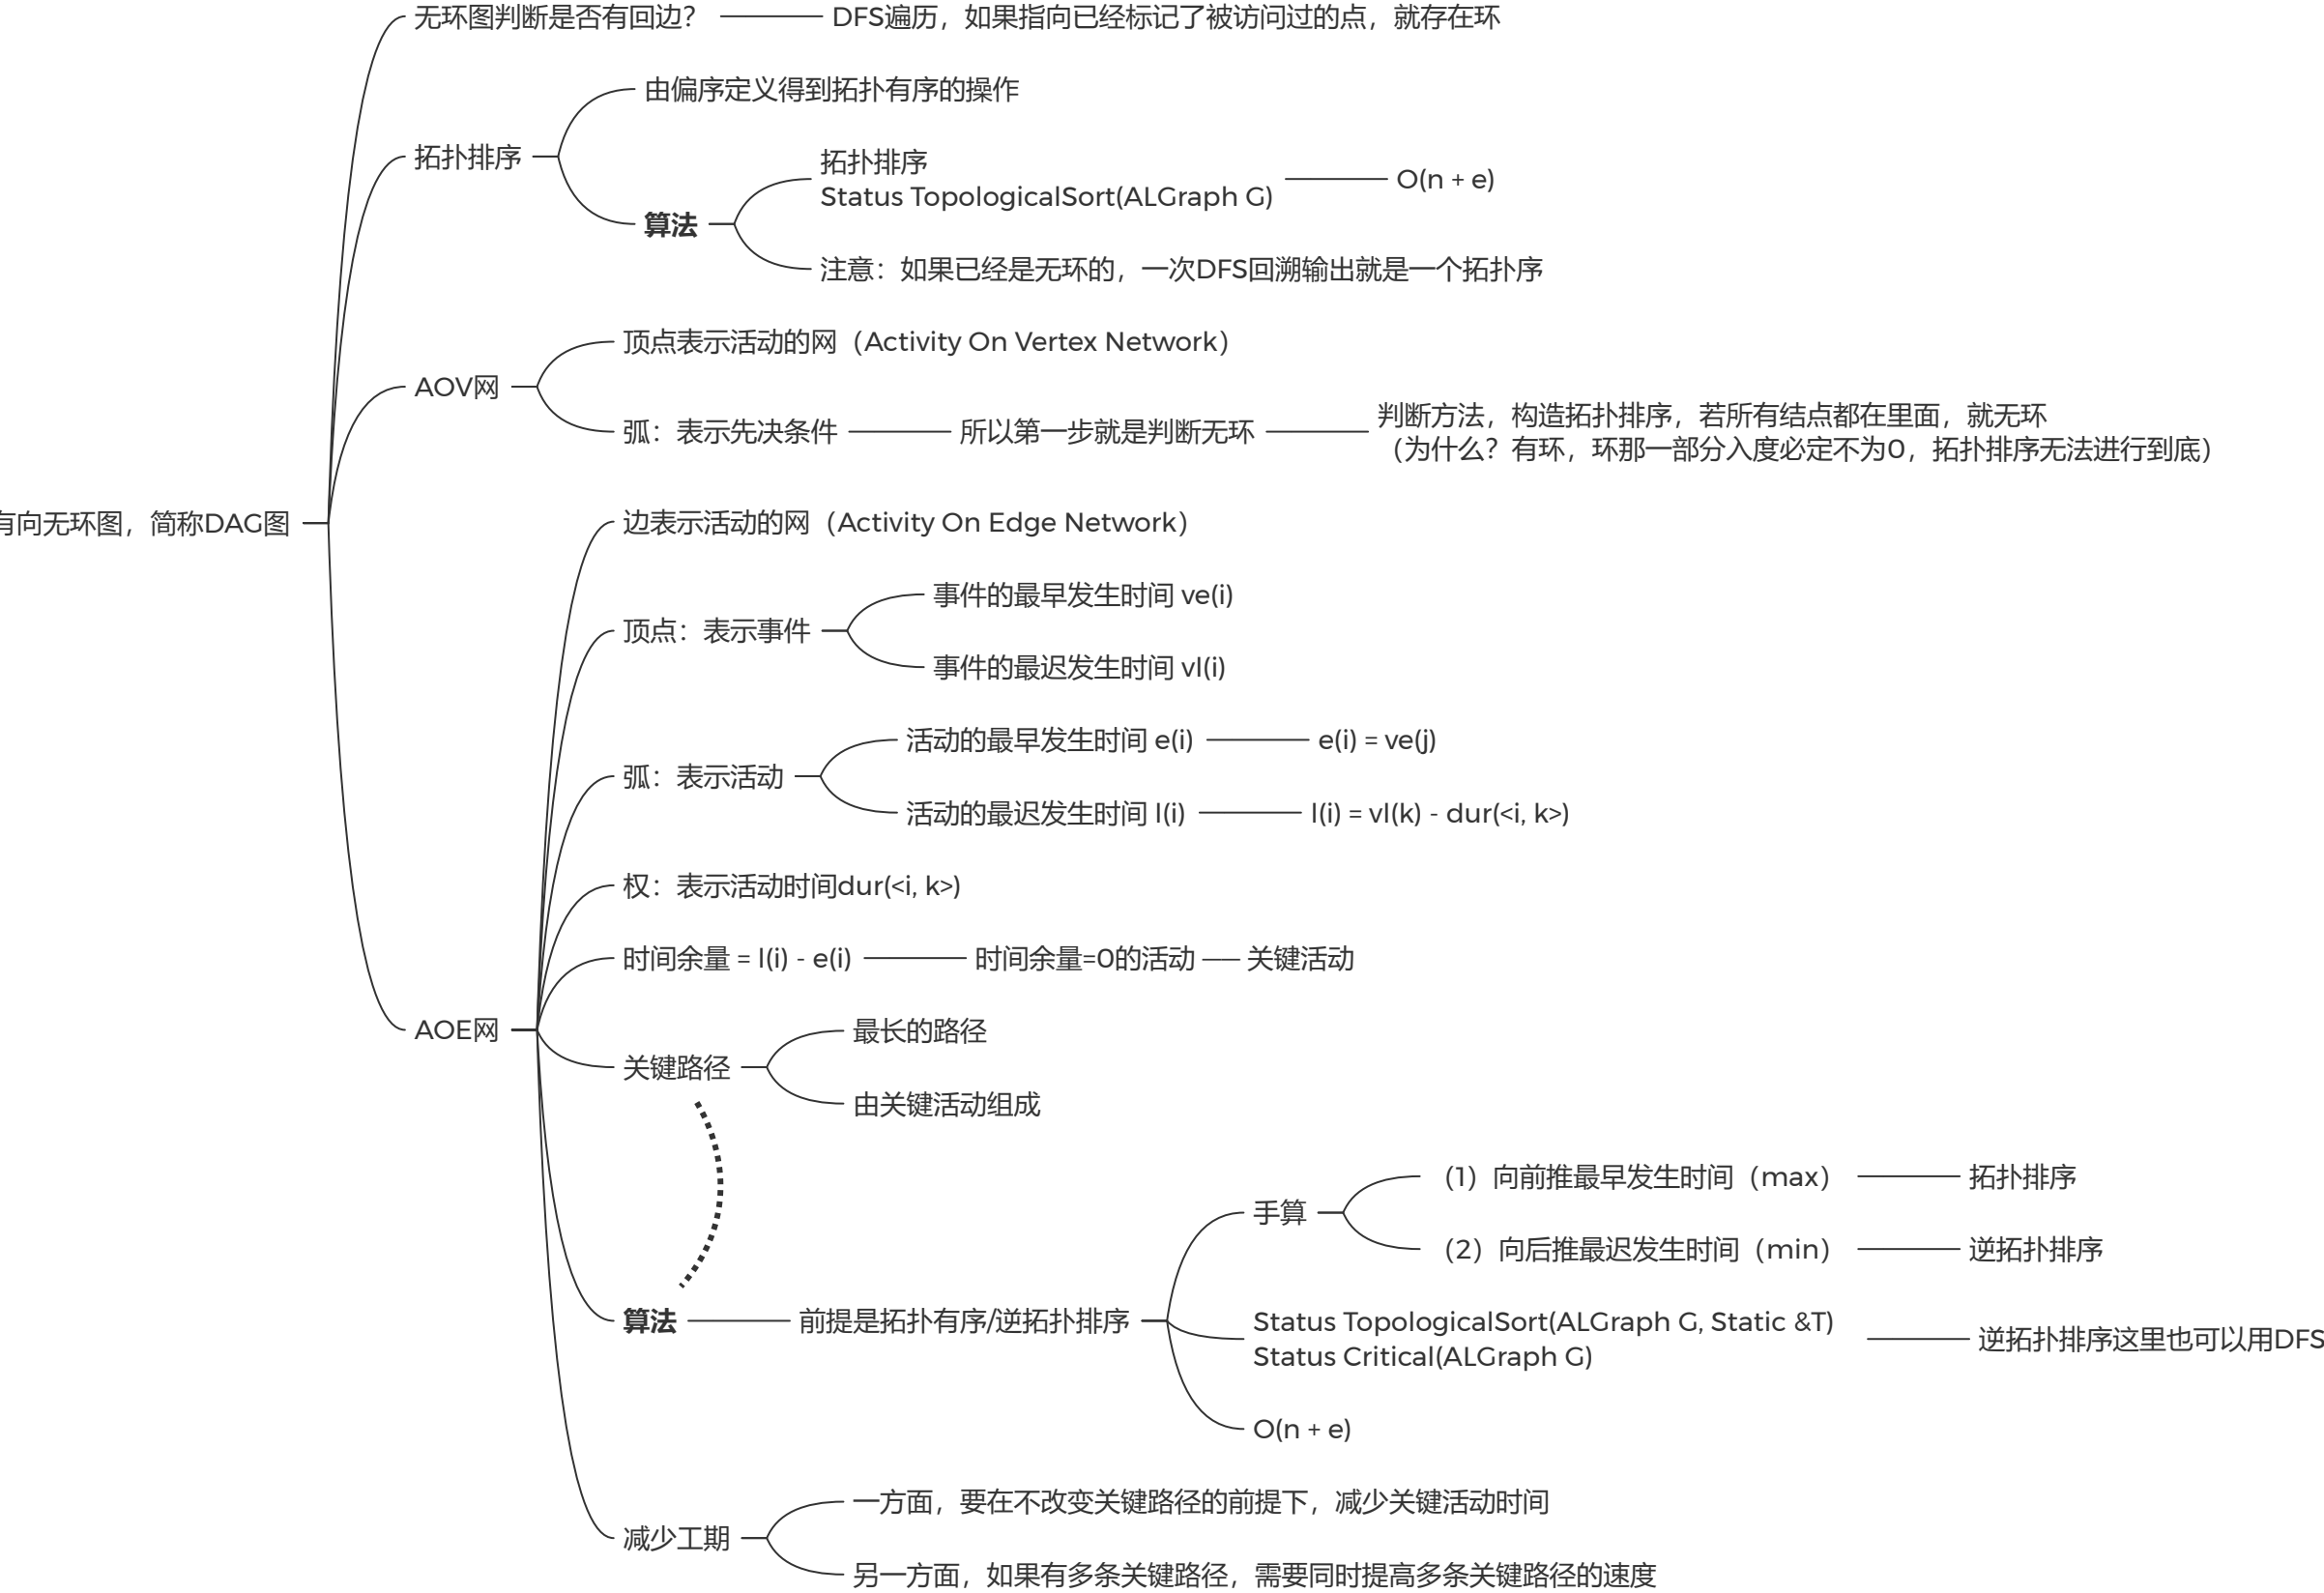 无环图判断是否有回边？
DFS遍历，如果指向已经标记了被访问过的点，就存在环
由偏序定义得到拓扑有序的操作
拓扑排序
拓扑排序
Status TopologicalSort(ALGraph G)
O(n + e)
算法
注意：如果已经是无环的，一次DFS回溯输出就是一个拓扑序
顶点表示活动的网（Activity On Vertex Network）
AOV网
弧：表示先决条件
所以第一步就是判断无环
判断方法，构造拓扑排序，若所有结点都在里面，就无环
（为什么？有环，环那一部分入度必定不为0，拓扑排序无法进行到底）
有向无环图，简称DAG图
边表示活动的网（Activity On Edge Network）
事件的最早发生时间 ve(i)
顶点：表示事件
事件的最迟发生时间 vl(i)
活动的最早发生时间 e(i)
e(i) = ve(j)
弧：表示活动
活动的最迟发生时间 l(i)
l(i) = vl(k) - dur(<i, k>)
权：表示活动时间dur(<i, k>)
时间余量 = l(i) - e(i)
时间余量=0的活动 —— 关键活动
AOE网
最长的路径
关键路径
由关键活动组成
（1）向前推最早发生时间（max）
拓扑排序
手算
（2）向后推最迟发生时间（min）
逆拓扑排序
算法
前提是拓扑有序/逆拓扑排序
Status TopologicalSort(ALGraph G, Static &T)
Status Critical(ALGraph G)
逆拓扑排序这里也可以用DFS
O(n + e)
一方面，要在不改变关键路径的前提下，减少关键活动时间
减少工期
另一方面，如果有多条关键路径，需要同时提高多条关键路径的速度